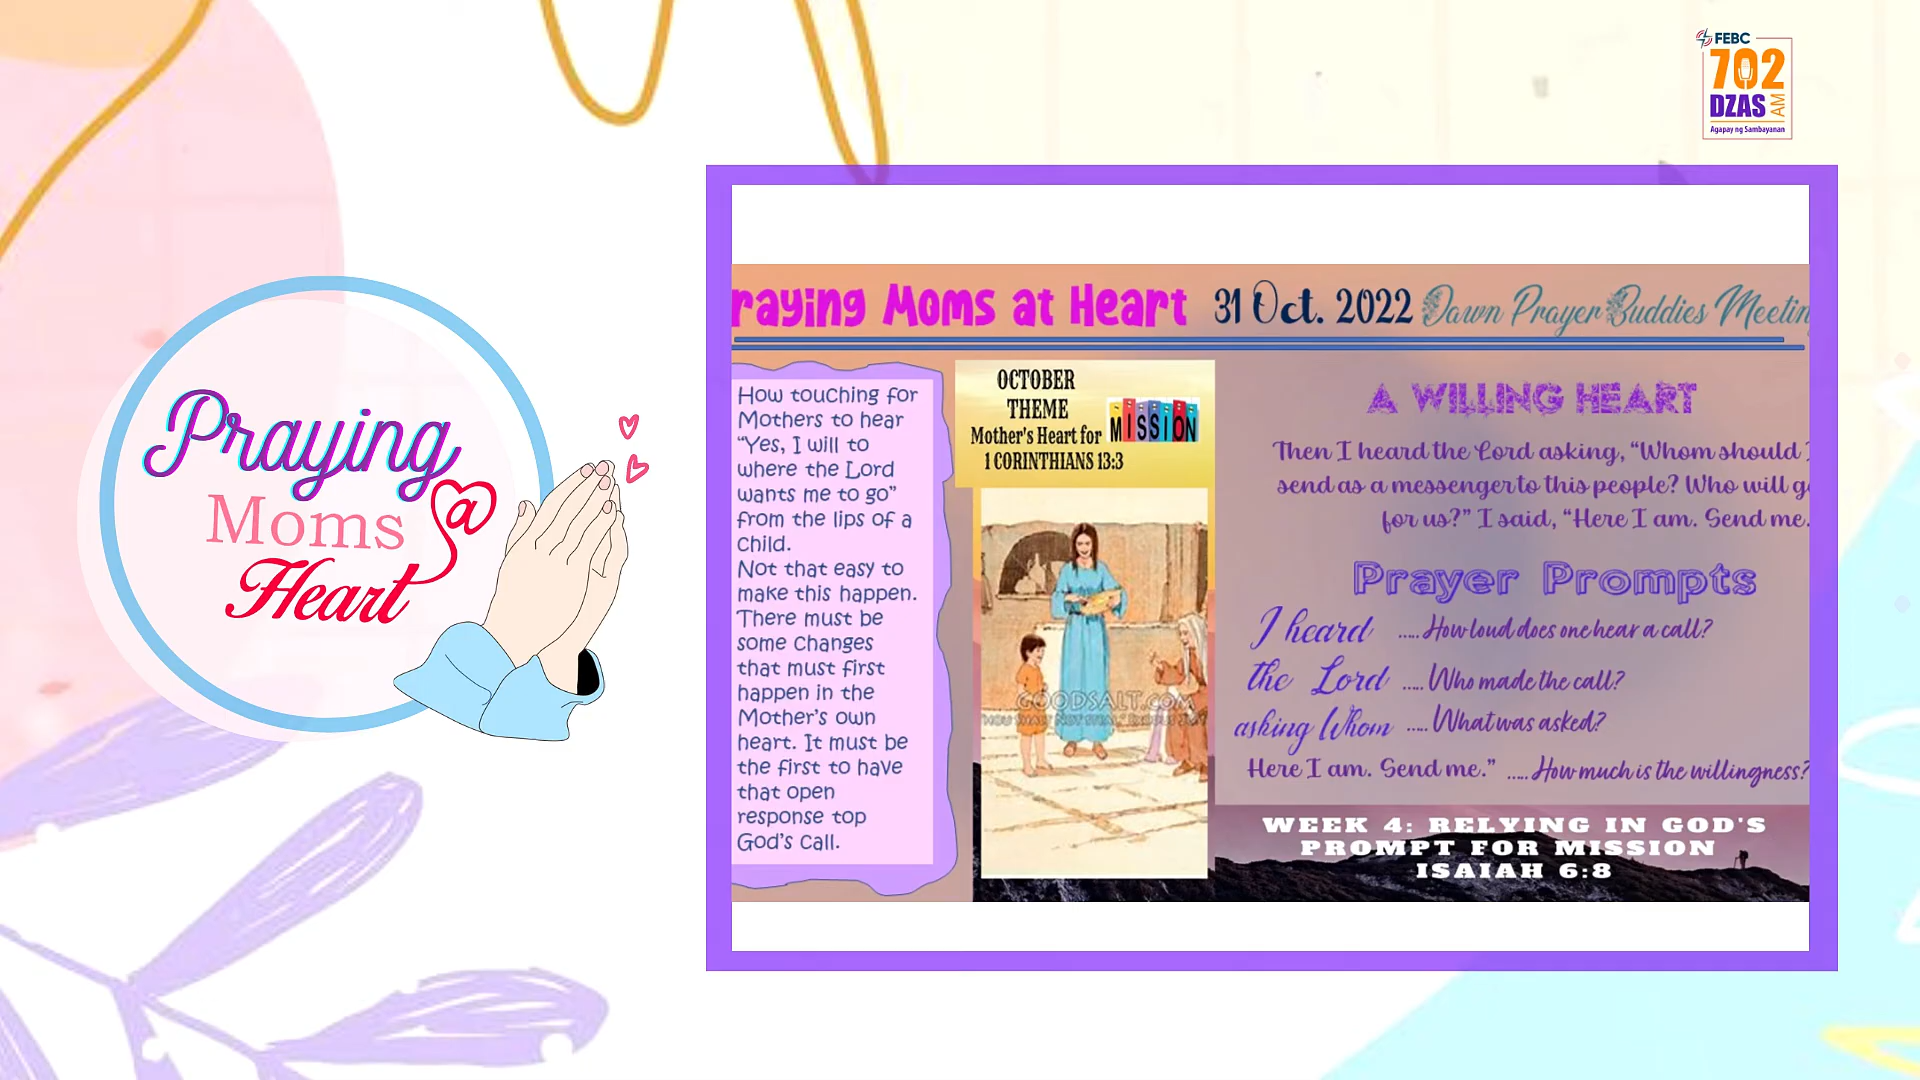 FEBC
702
DZAS AM
Agapay ng Sambayanan
Praying
Moms @
Heart
raying Moms at Heart 31 Oct. 2022 Dawn Prayer Buddies Meetin
How touching for
Mothers to hear
“Yes, I will to
where the Lord
wants me to go”
from the lips of a
Child.
Not that easy to
make this happen.
There must be
some Changes
that must first
happen in the
Mother’s own
heart. It must be
the first to have
that open
response top
God’s Call.
OCTOBER
THEME
Mother's Heart for MISSION
1 CORINTHIANS 13:3
GOODSALT.COM
A WILLING HEART
Then I heard the Lord asking, “Whom should I
send as a messenger to this people? Who will go
for us?” I said, “Here I am. Send me.
Prayer Prompts
I heard ..... How loud does one hear a call?
the Lord ..... Who made the call?
asking Whom ..... What was asked?
Here I am. Send me.” ..... How much is the willingness?
WEEK 4: RELYING IN GOD'S
PROMPT FOR MISSION
ISAIAH 6:8